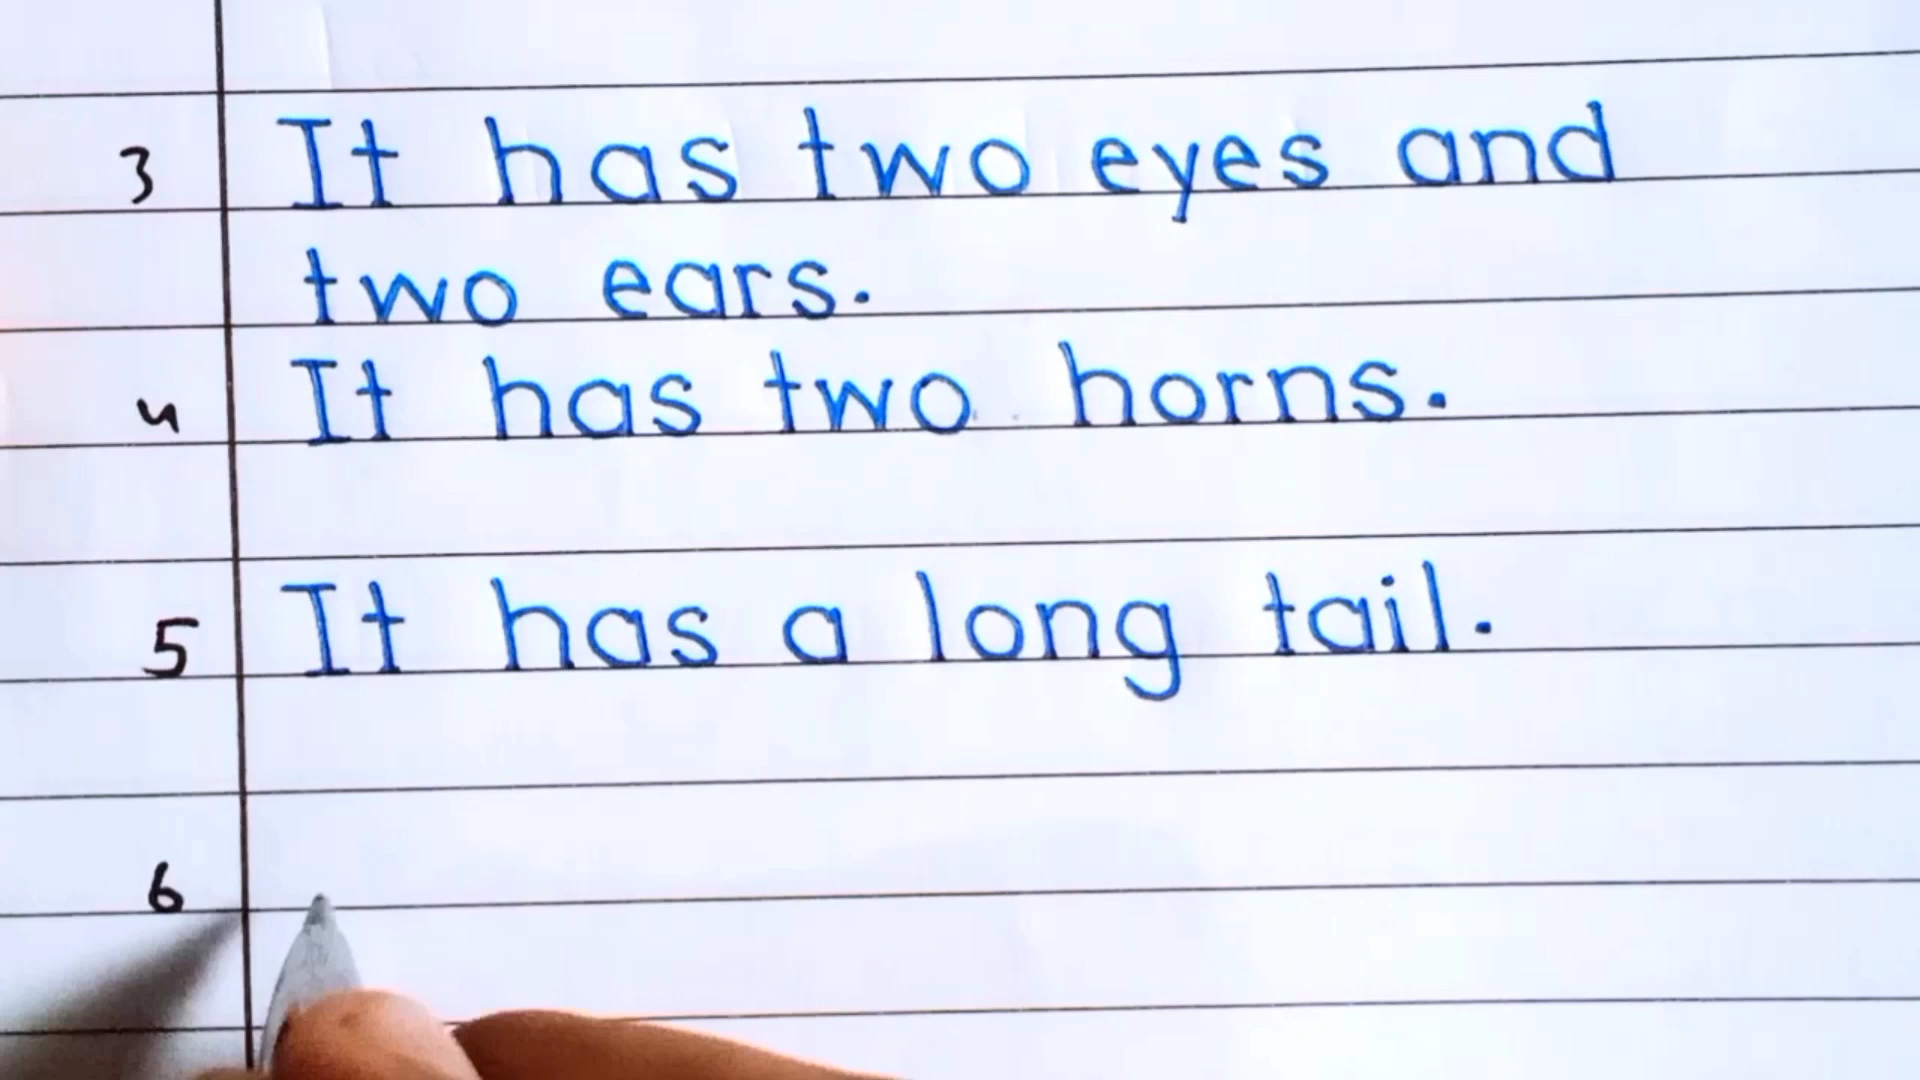 3 It has two eyes and
two ears.
4 It has two horns.
5 It has a long tail.
6